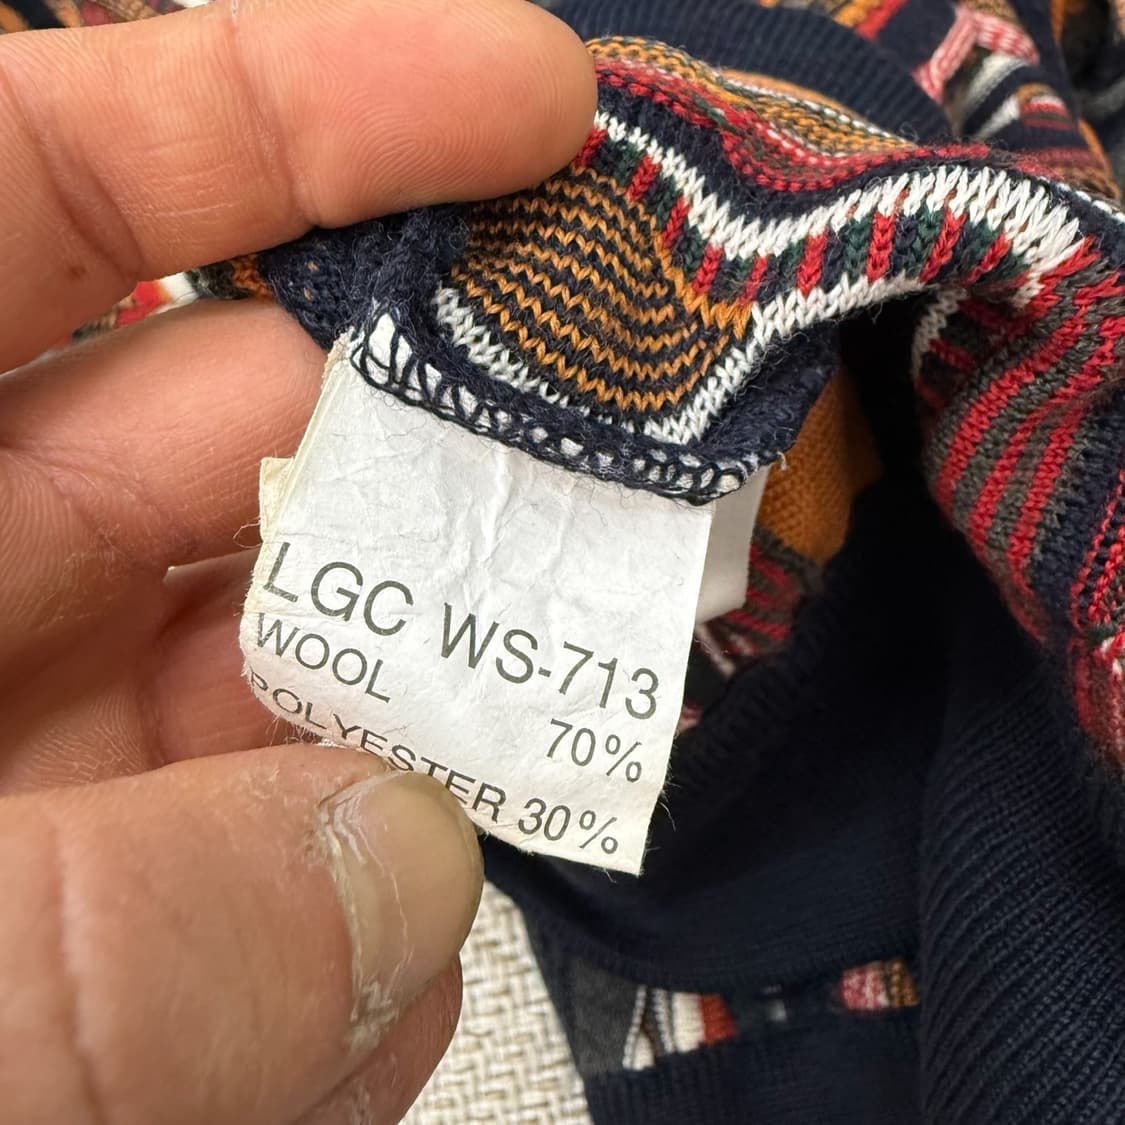 LGC WS-713
WOOL 70%
POLYESTER 30%